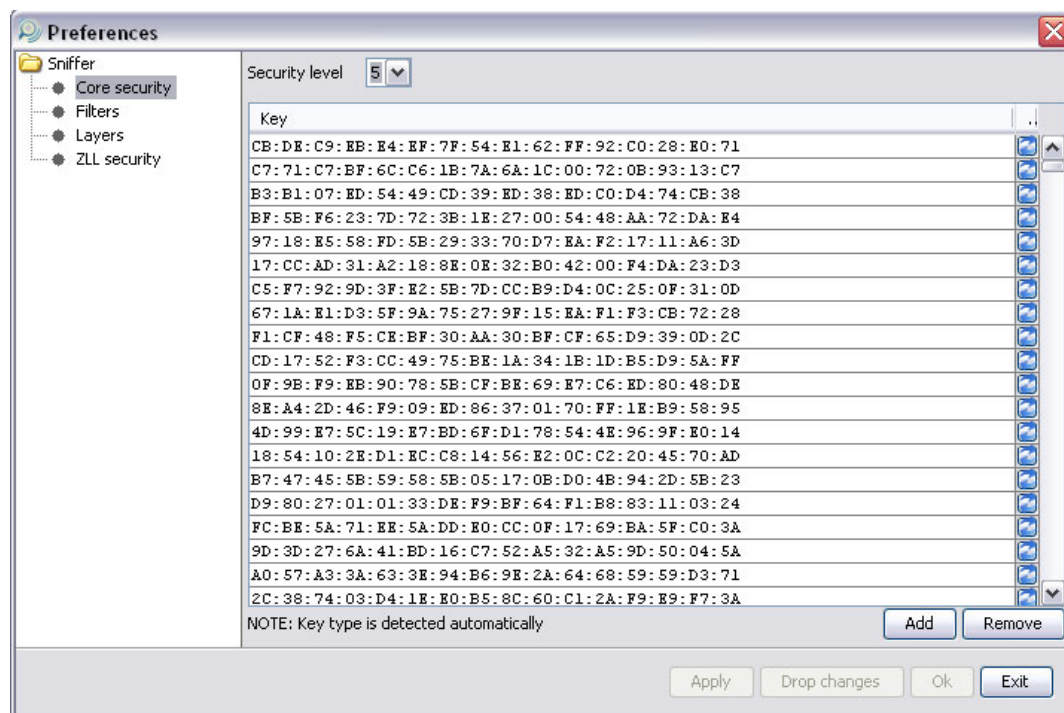 Preferences
Sniffer
Core security
Filters
Layers
ZLL security
Security level 5
Key ..
CB:DE:C9:EB:E4:EF:7F:54:E1:62:FF:92:C0:28:E0:71
C7:71:C7:BF:6C:C6:1B:7A:6A:1C:00:72:0B:93:13:C7
B3:B1:07:ED:54:49:CD:39:ED:38:ED:C0:D4:74:CB:38
BF:5B:F6:23:7D:72:3B:1E:27:00:54:48:AA:72:DA:E4
97:18:E5:58:FD:5B:29:33:70:D7:EA:F2:17:11:A6:3D
17:CC:AD:31:A2:18:8E:0E:32:B0:42:00:F4:DA:23:D3
C5:F7:92:9D:3F:E2:5B:7D:CC:B9:D4:0C:25:0F:31:0D
67:1A:E1:D3:5F:9A:75:27:9F:15:EA:F1:F3:CB:72:28
F1:CF:48:F5:CE:BF:30:AA:30:BF:CF:65:D9:39:0D:2C
CD:17:52:F3:CC:49:75:BE:1A:34:1B:1D:B5:D9:5A:FF
0F:9B:F9:EB:90:78:5B:CF:BE:69:E7:C6:ED:80:48:DE
8E:A4:2D:46:F9:09:ED:86:37:01:70:FF:1E:B9:58:95
4D:99:E7:5C:19:E7:BD:6F:D1:78:54:4E:96:9F:E0:14
18:54:10:2E:D1:EC:C8:14:56:E2:0C:C2:20:45:70:AD
B7:47:45:5B:59:58:5B:05:17:0B:D0:4B:94:2D:5B:23
D9:80:27:01:01:33:DE:F9:BF:64:F1:B8:83:11:03:24
FC:BE:5A:71:EE:5A:DD:E0:CC:0F:17:69:BA:5F:C0:3A
9D:3D:27:6A:41:BD:16:C7:52:A5:32:A5:9D:50:04:5A
A0:57:A3:3A:63:3E:94:B6:9E:2A:64:68:59:59:D3:71
2C:38:74:03:D4:1E:E0:B5:8C:60:C1:2A:F9:E9:F7:3A
NOTE: Key type is detected automatically
Add Remove
Apply Drop changes Ok Exit